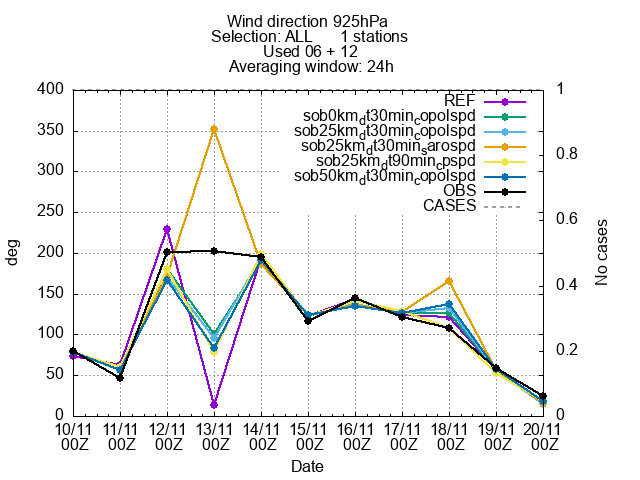 Wind direction 925hPa
Selection: ALL 1 stations
Used 06 + 12
Averaging window: 24h
deg
400
350
300
250
200
150
100
50
0
1
0.8
0.6
0.4
0.2
0
No cases
REF
sob0km_dt30min_copolspd
sob25km_dt30min_copolspd
sob25km_dt30min_sarospd
sob25km_dt90min_cpspd
sob50km_dt30min_copolspd
OBS
CASES
10/11 11/11 12/11 13/11 14/11 15/11 16/11 17/11 18/11 19/11 20/11
00Z 00Z 00Z 00Z 00Z 00Z 00Z 00Z 00Z 00Z 00Z
Date